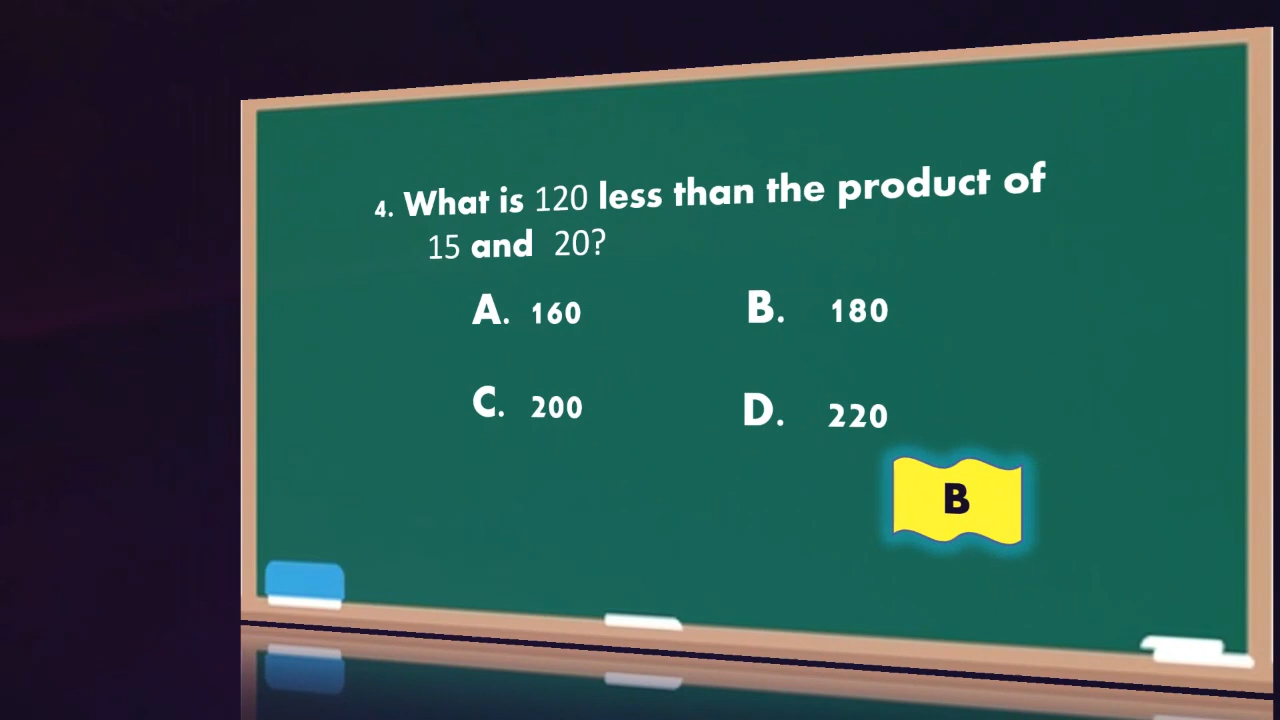 4. What is 120 less than the product of
15 and 20?
A. 160 B. 180
C. 200 D. 220
B